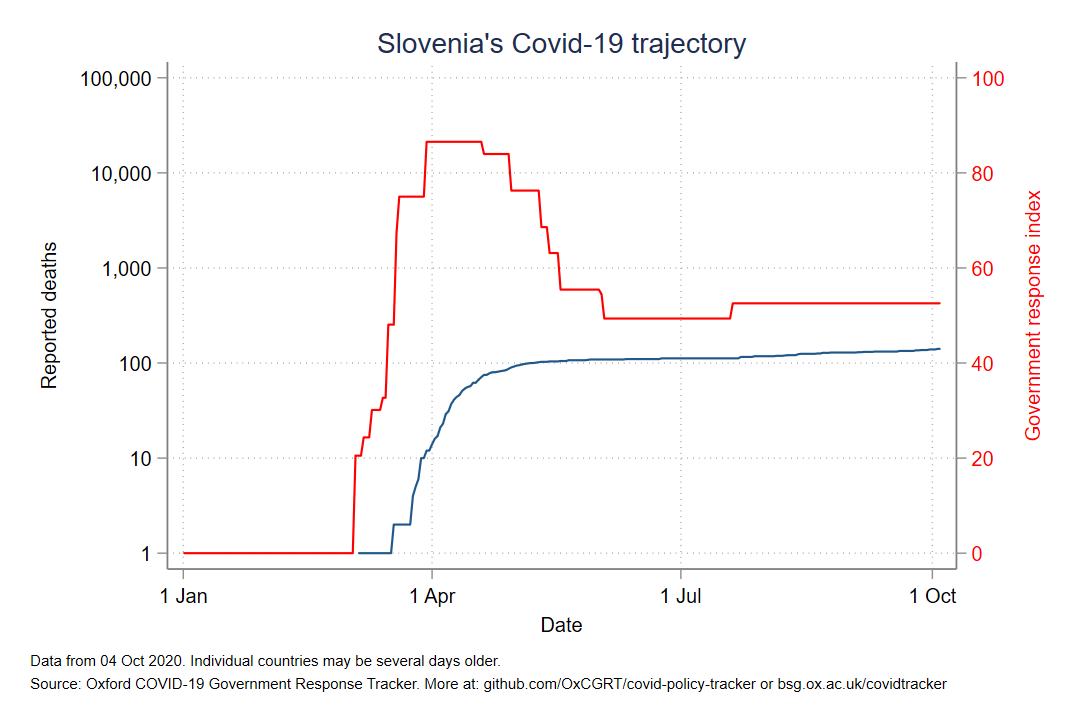 Slovenia's Covid-19 trajectory
100,000
10,000
1,000
100
10
1
Reported deaths
100
80
60
40
20
0
Government response index
1 Jan
1 Apr
1 Jul
1 Oct
Date
Data from 04 Oct 2020. Individual countries may be several days older.
Source: Oxford COVID-19 Government Response Tracker. More at: github.com/OxCGRT/covid-policy-tracker or bsg.ox.ac.uk/covidtracker